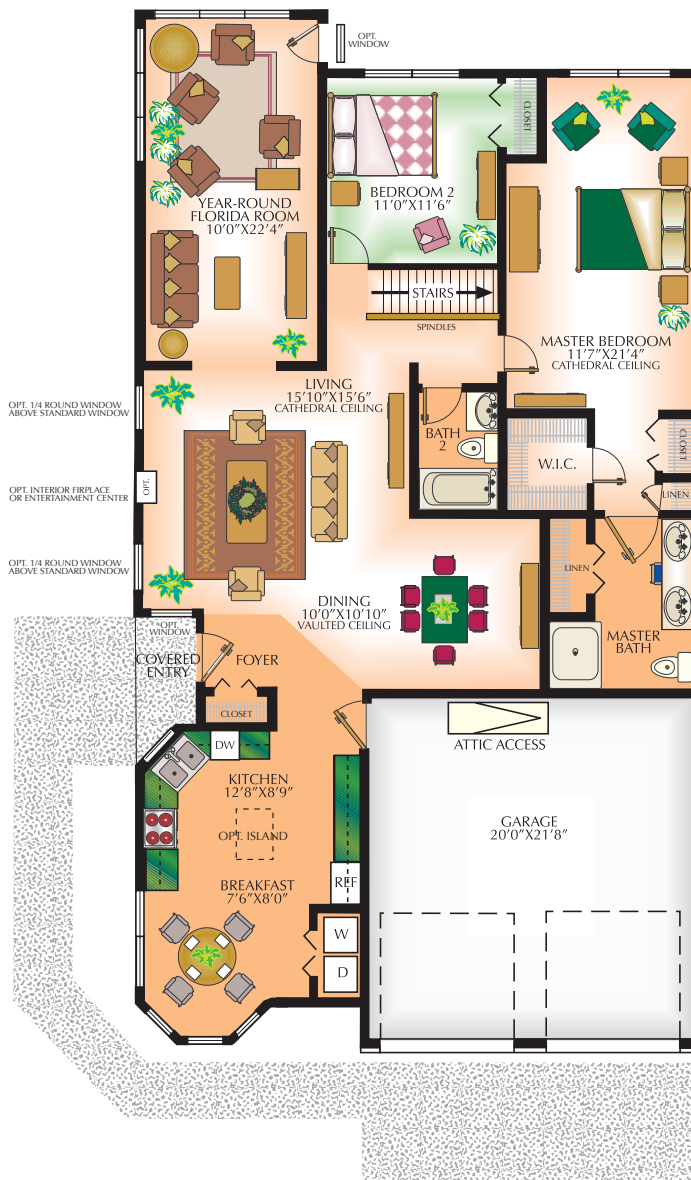 OPT.
WINDOW
CLOSET
BEDROOM 2
11'0"X11'6"
YEAR-ROUND
FLORIDA ROOM
10'0"X22'4"
STAIRS
SPINDLES
MASTER BEDROOM
11'7"X21'4"
CATHEDRAL CEILING
LIVING
15'10"X15'6"
CATHEDRAL CEILING
OPT. 1/4 ROUND WINDOW
ABOVE STANDARD WINDOW
BATH
2
W.I.C.
CLOSET
OPT. INTERIOR FIRPLACE
OR ENTERTAINMENT CENTER
OPT.
LINEN
OPT. 1/4 ROUND WINDOW
ABOVE STANDARD WINDOW
LINEN
DINING
10'0"X10'10"
VAULTED CEILING
OPT.
WINDOW
COVERED
ENTRY
FOYER
MASTER
BATH
CLOSET
DW
ATTIC ACCESS
KITCHEN
12'8"X8'9"
OPT. ISLAND
GARAGE
20'0"X21'8"
BREAKFAST
7'6"X8'0"
REF
W
D